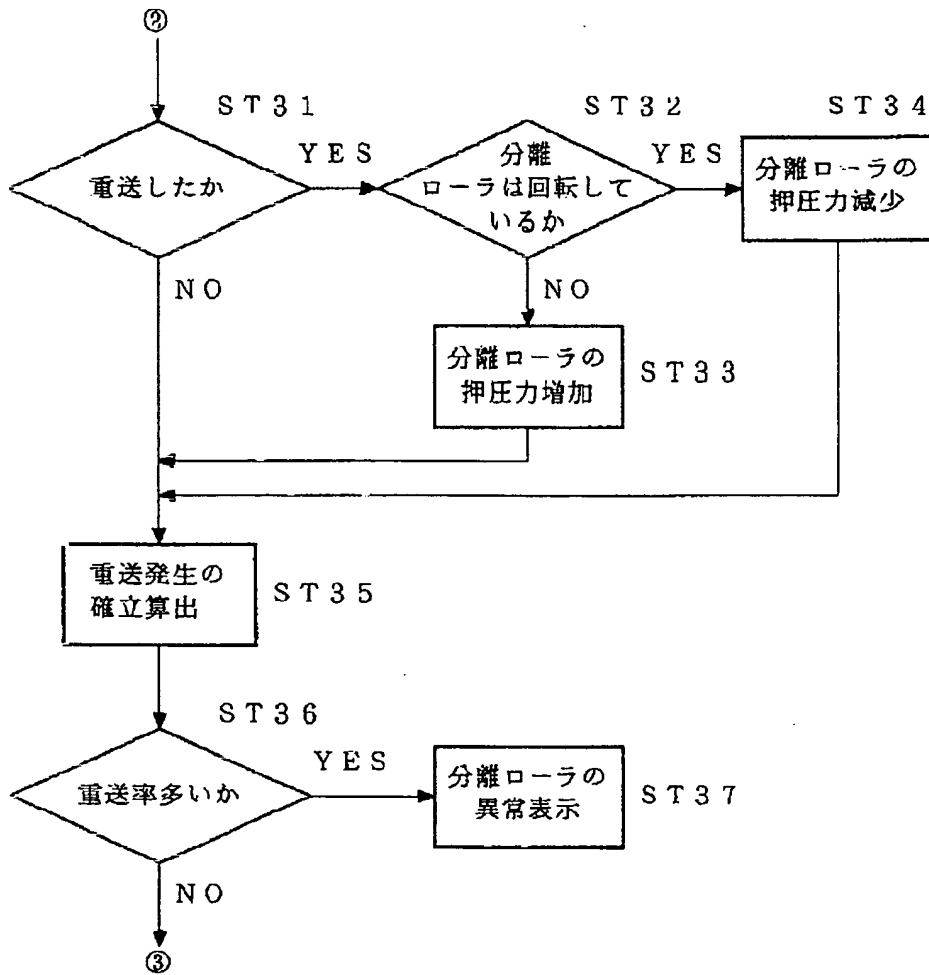 ②
ST31
重送したか
YES
NO
ST32
分離
ローラは回転して
いるか
YES
NO
ST34
分離ローラの
押圧力減少
分離ローラの
押圧力増加
ST33
重送発生の
確立算出
ST35
ST36
重送率多いか
YES
NO
分離ローラの
異常表示
ST37
③